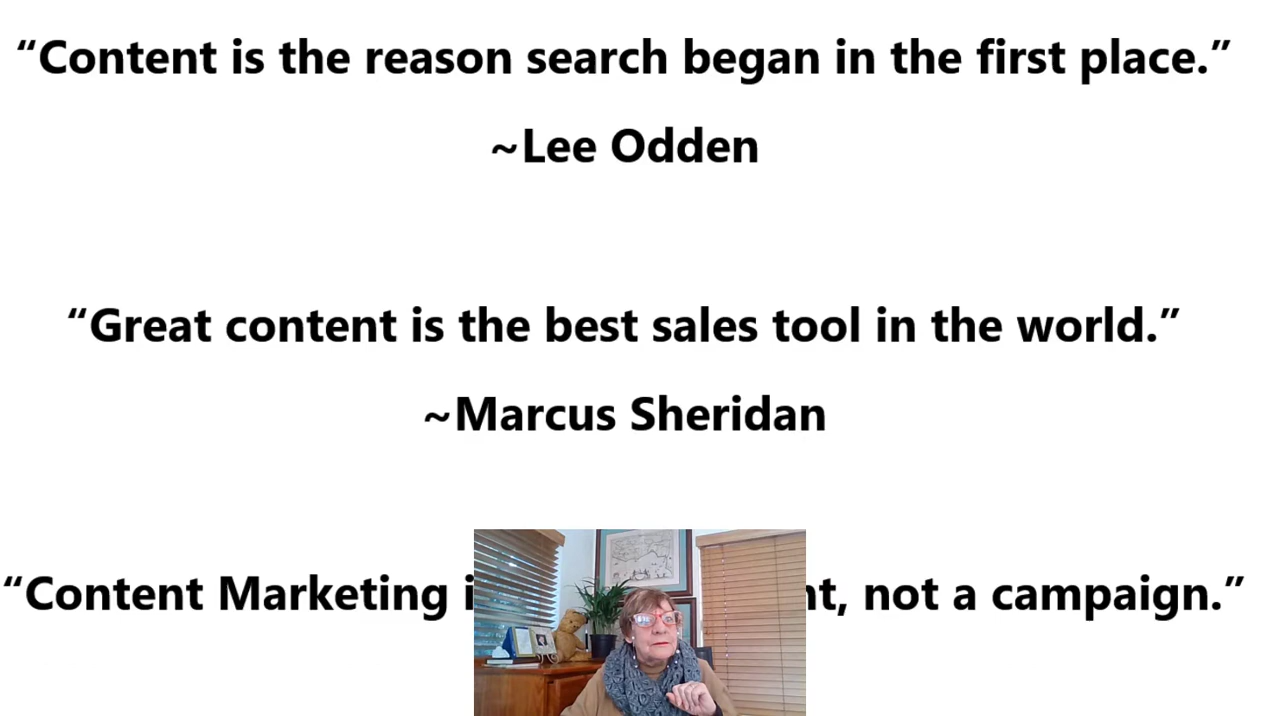 “Content is the reason search began in the first place.”
~Lee Odden
“Great content is the best sales tool in the world.”
~Marcus Sheridan
“Content Marketing not a campaign.”